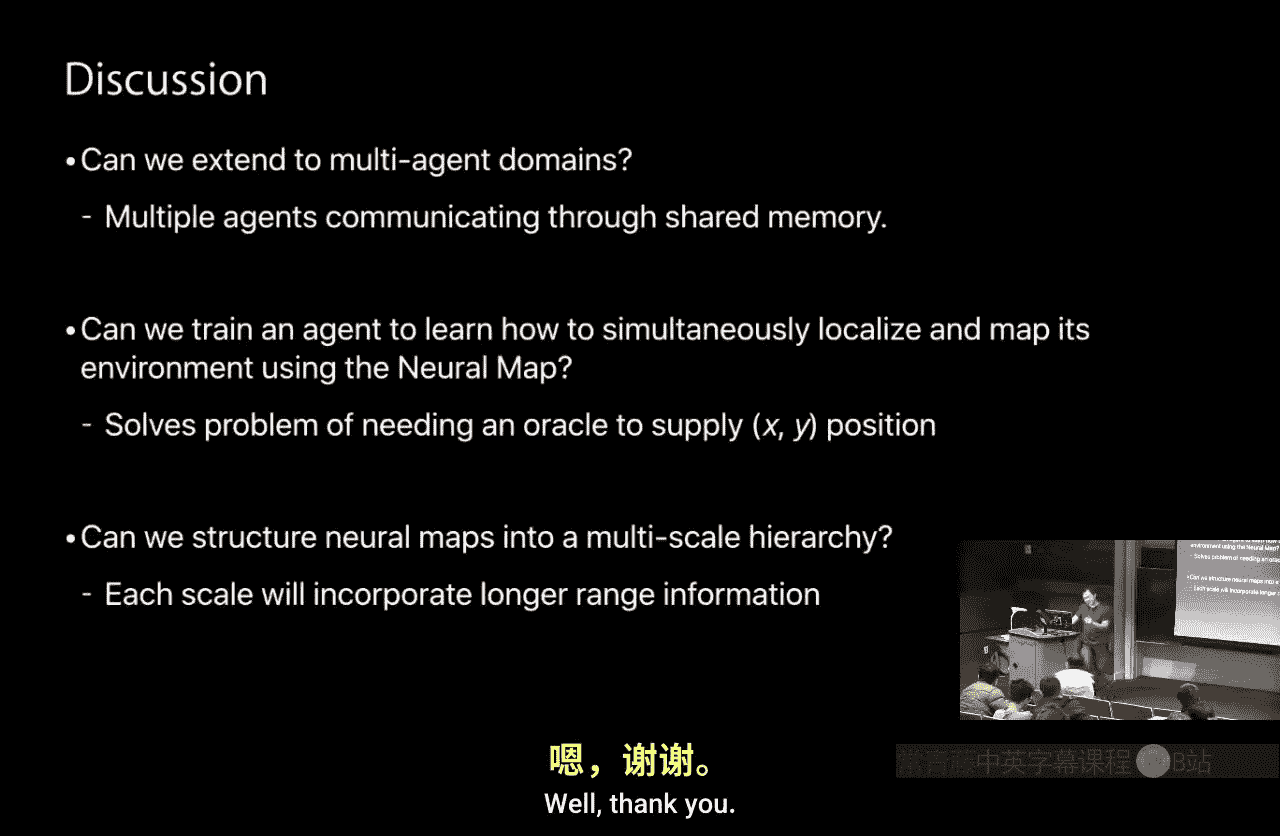 Discussion
•Can we extend to multi-agent domains?
- Multiple agents communicating through shared memory.
•Can we train an agent to learn how to simultaneously localize and map its
environment using the Neural Map?
- Solves problem of needing an oracle to supply (x, y) position
•Can we structure neural maps into a multi-scale hierarchy?
- Each scale will incorporate longer range information
嗯，谢谢。
Well, thank you.
中英字幕课程 B站